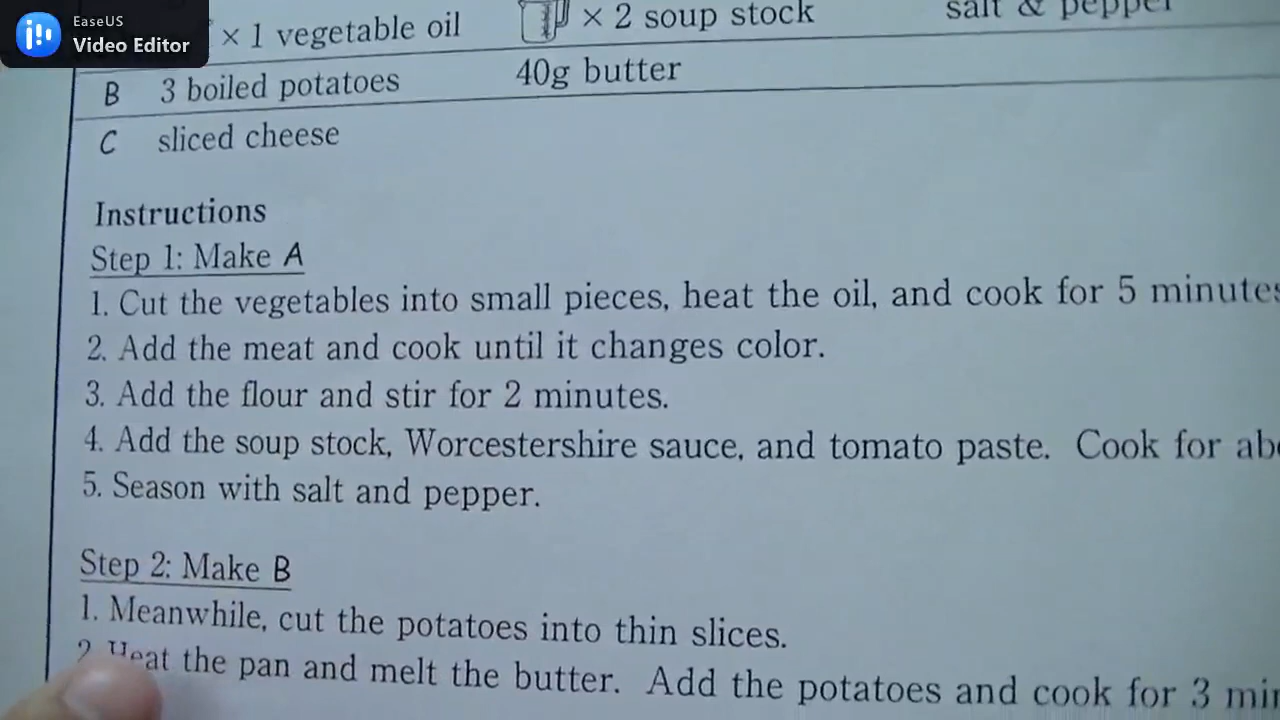 EaseUS
Video Editor
× 1 vegetable oil × 2 soup stock salt & pepper
B 3 boiled potatoes 40g butter
C sliced cheese
Instructions
Step 1: Make A
1. Cut the vegetables into small pieces, heat the oil, and cook for 5 minutes
2. Add the meat and cook until it changes color.
3. Add the flour and stir for 2 minutes.
4. Add the soup stock, Worcestershire sauce, and tomato paste. Cook for
5. Season with salt and pepper.
Step 2: Make B
1. Meanwhile, cut the potatoes into thin slices.
2. Heat the pan and melt the butter. Add the potatoes and cook for 3